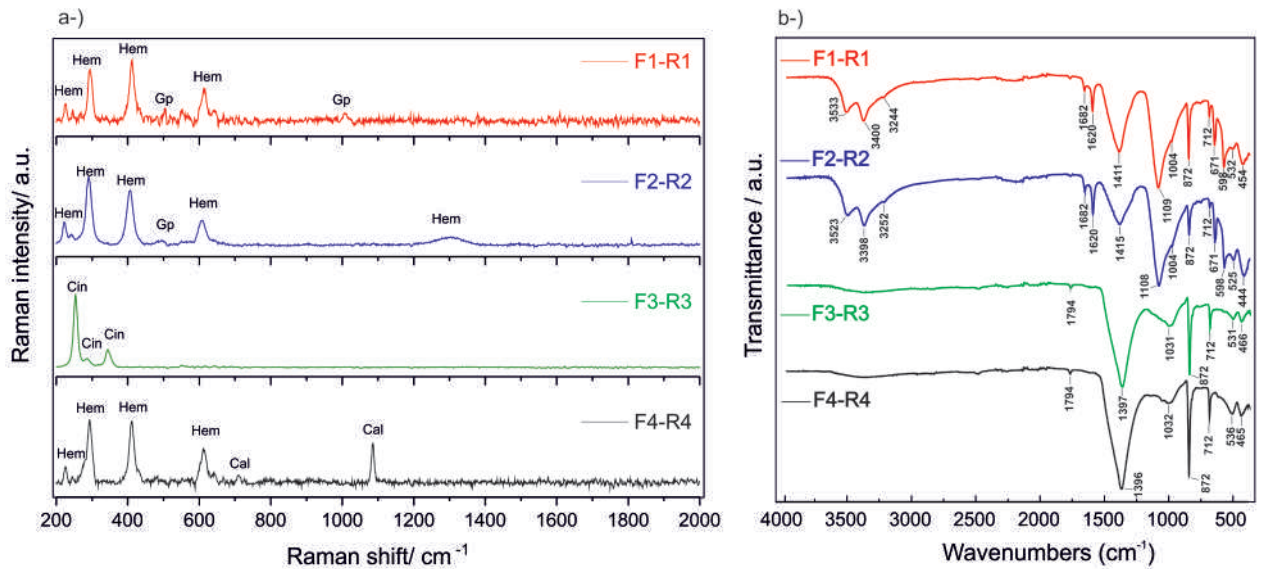 a-)
Hem
Hem
Hem
Gp
Hem
Gp
F1-R1
Hem
Hem
Hem
Gp
Hem
Hem
F2-R2
Cin
Cin
Cin
F3-R3
Hem
Hem
Hem
Hem
Cal
Cal
F4-R4
Raman intensity/ a.u.
200 400 600 800 1000 1200 1400 1600 1800 2000
Raman shift/ cm⁻¹
b-)
F1-R1
3533
3400
3244
1682
1620
1411
1109
1004
872
712
671
598
532
454
F2-R2
3523
3398
3252
1682
1620
1415
1108
1004
872
712
671
598
525
444
F3-R3
1794
1397
1031
872
712
531
466
F4-R4
1794
1396
1032
872
712
536
465
Transmittance / a.u.
4000 3500 3000 2500 2000 1500 1000 500
Wavenumbers (cm⁻¹)